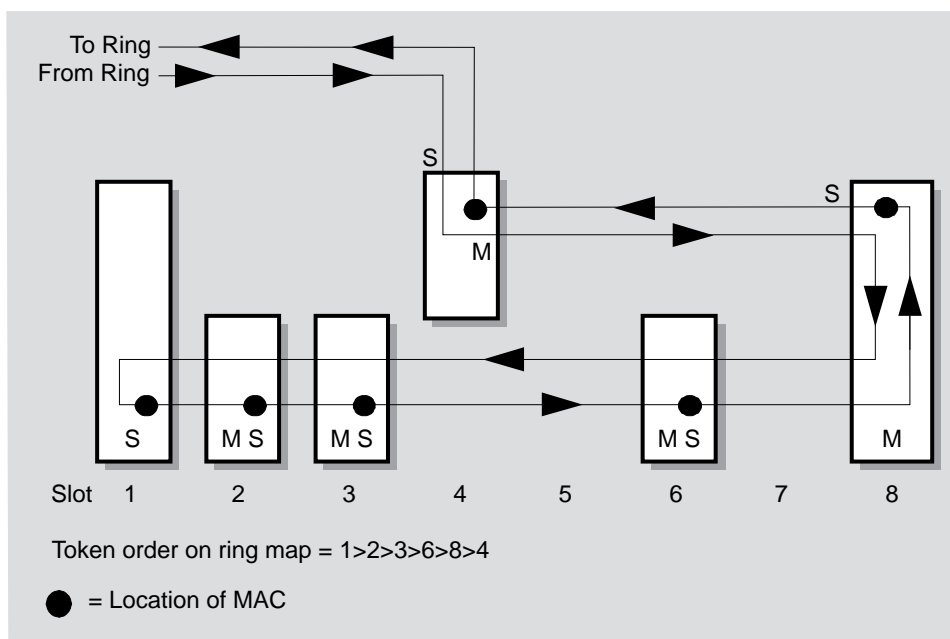 To Ring
From Ring
S
S
M
S
M S
M S
M S
M
Slot 1 2 3 4 5 6 7 8
Token order on ring map = 1>2>3>6>8>4
= Location of MAC